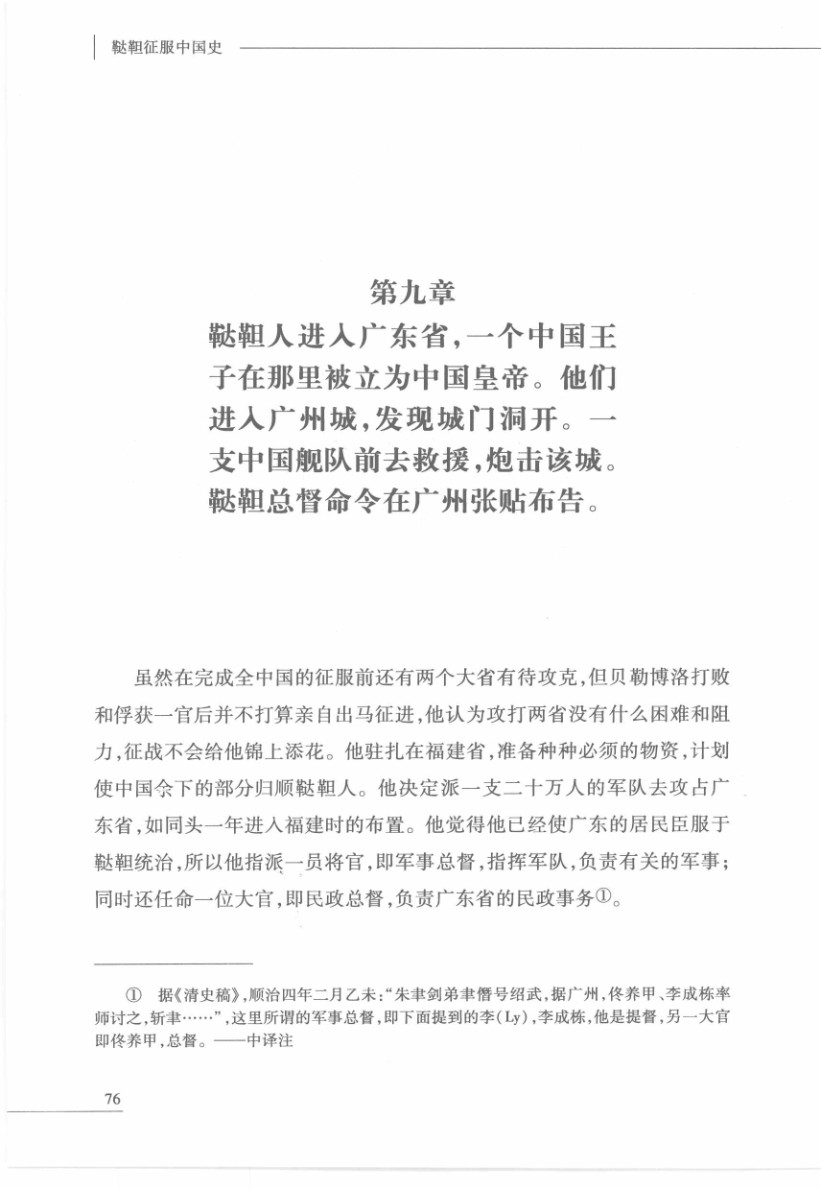 鞑靼征服中国史
第九章
鞑靼人进入广东省,一个中国王
子在那里被立为中国皇帝。他们
进入广州城,发现城门洞开。一
支中国舰队前去救援,炮击该城。
鞑靼总督命令在广州张贴布告。
虽然在完成全中国的征服前还有两个大省有待攻克,但贝勒博洛打败
和俘获一官后并不打算亲自出马征进,他认为攻打两省没有什么困难和阻
力,征战不会给他锦上添花。他驻扎在福建省,准备种种必须的物资,计划
使中国余下的部分归顺鞑靼人。他决定派一支二十万人的军队去攻占广
东省,如同头一年进入福建时的布置。他觉得他已经使广东的居民臣服于
鞑靼统治,所以他指派一员将官,即军事总督,指挥军队,负责有关的军事;
同时还任命一位大官,即民政总督,负责广东省的民政事务①。
① 据《清史稿》,顺治四年二月乙未:“朱聿剑弟聿僭号绍武,据广州,佟养甲、李成栋率
师讨之,斩聿……”,这里所谓的军事总督,即下面提到的李(Ly),李成栋,他是提督,另一大官
即佟养甲,总督。——中译注
76